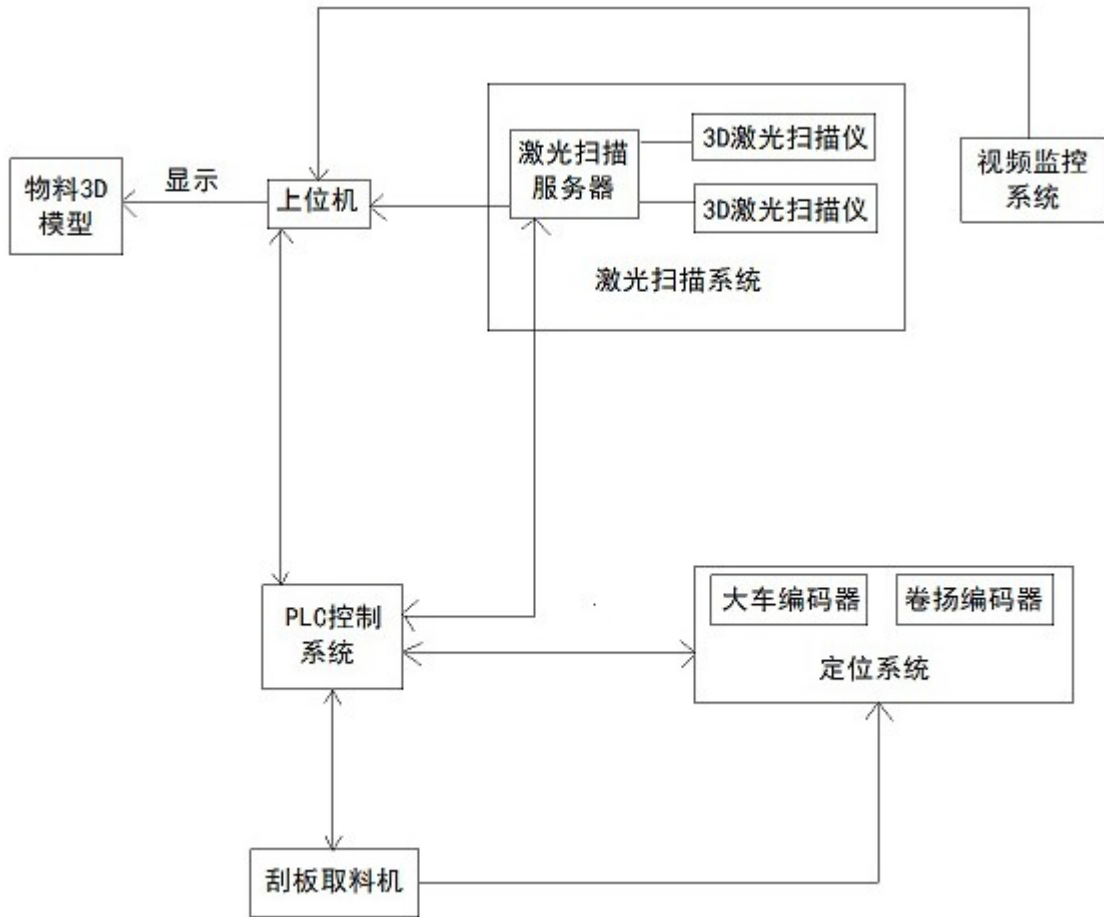 激光扫描
服务器
3D激光扫描仪
3D激光扫描仪
激光扫描系统
视频监控
系统
物料3D
模型
显示
上位机
PLC控制
系统
大车编码器
卷扬编码器
定位系统
刮板取料机